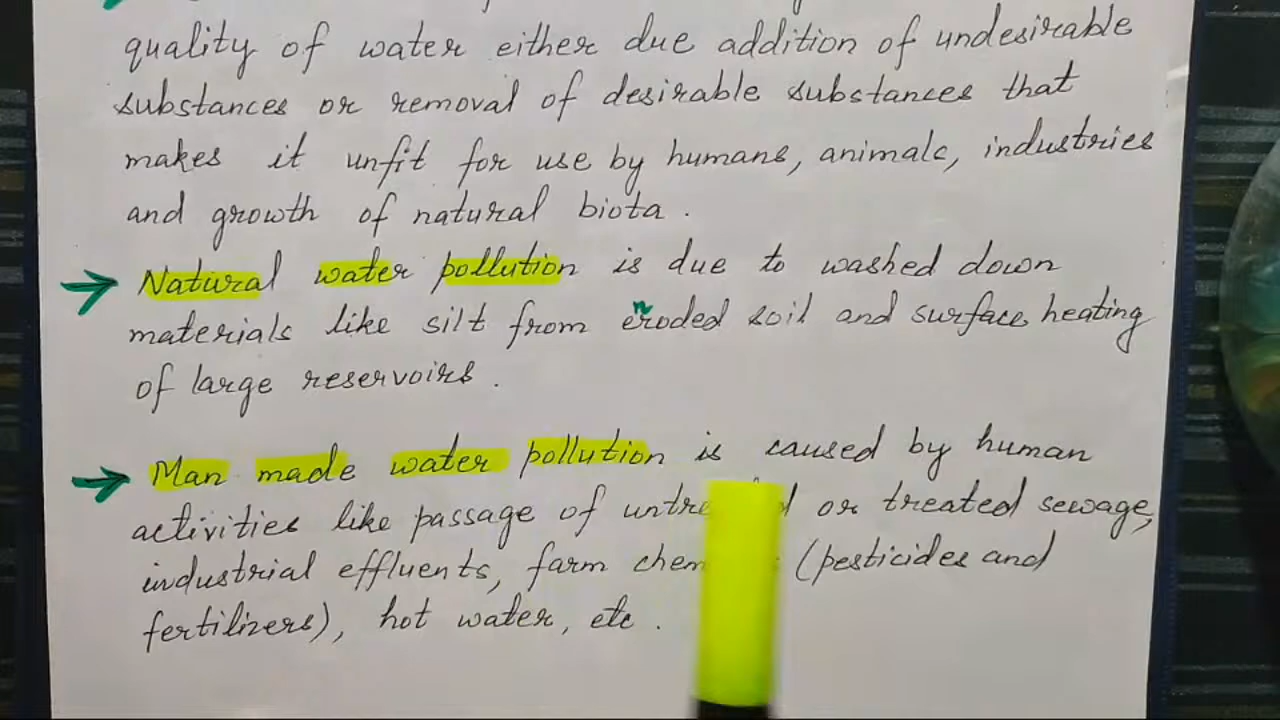 quality of water either due addition of undesirable
substances or removal of desirable substances that
makes it unfit for use by humans, animals, industries
and growth of natural biota .
Natural water pollution is due to washed down
materials like silt from eroded soil and surface heating
of large reservoirs .
Man made water pollution is caused by human
activities like passage of or treated sewage,
industrial effluents, farm (pesticides and
fertilizers), hot water, etc .